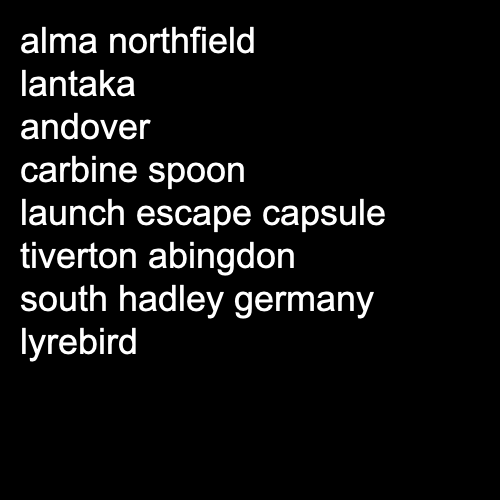 alma northfield
lantaka
andover
carbine spoon
launch escape capsule
tiverton abingdon
south hadley germany
lyrebird